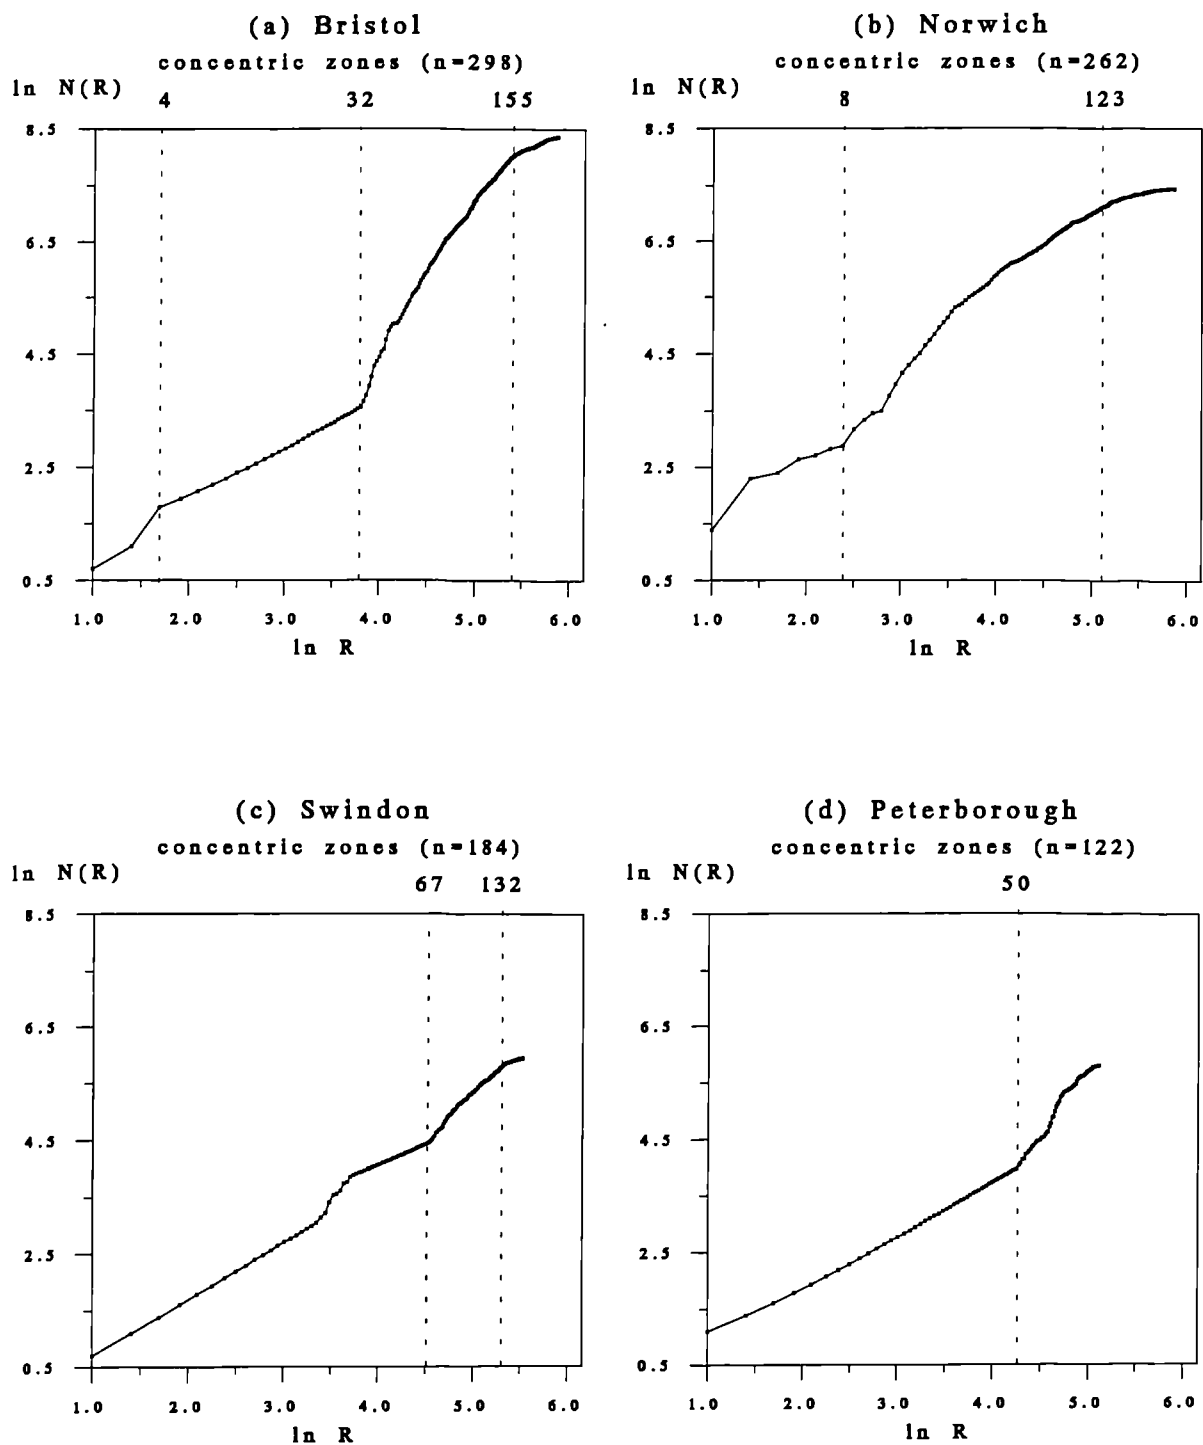 (a) Bristol
concentric zones (n=298)
ln N(R)
4 32 155
8.5
6.5
4.5
2.5
0.5
1.0 2.0 3.0 4.0 5.0 6.0
ln R
(b) Norwich
concentric zones (n=262)
ln N(R)
8 123
8.5
6.5
4.5
2.5
0.5
1.0 2.0 3.0 4.0 5.0 6.0
ln R
(c) Swindon
concentric zones (n=184)
ln N(R)
67 132
8.5
6.5
4.5
2.5
0.5
1.0 2.0 3.0 4.0 5.0 6.0
ln R
(d) Peterborough
concentric zones (n=122)
ln N(R)
50
8.5
6.5
4.5
2.5
0.5
1.0 2.0 3.0 4.0 5.0 6.0
ln R